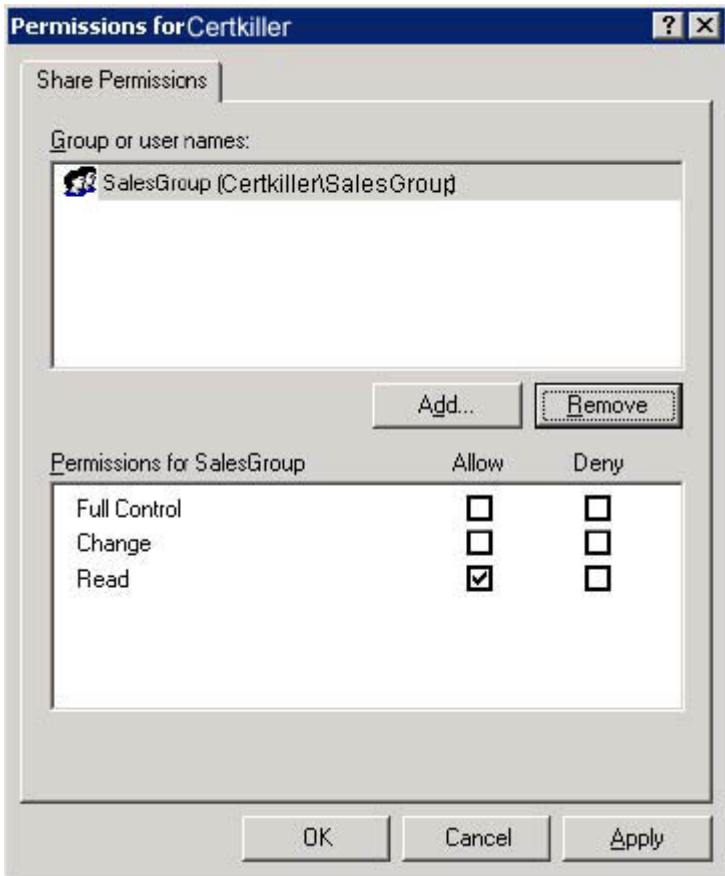 Permissions for Certkiller
Share Permissions
Group or user names:
SalesGroup (Certkiller\SalesGroup)
Add... Remove
Permissions for SalesGroup Allow Deny
Full Control
Change
Read
OK Cancel Apply